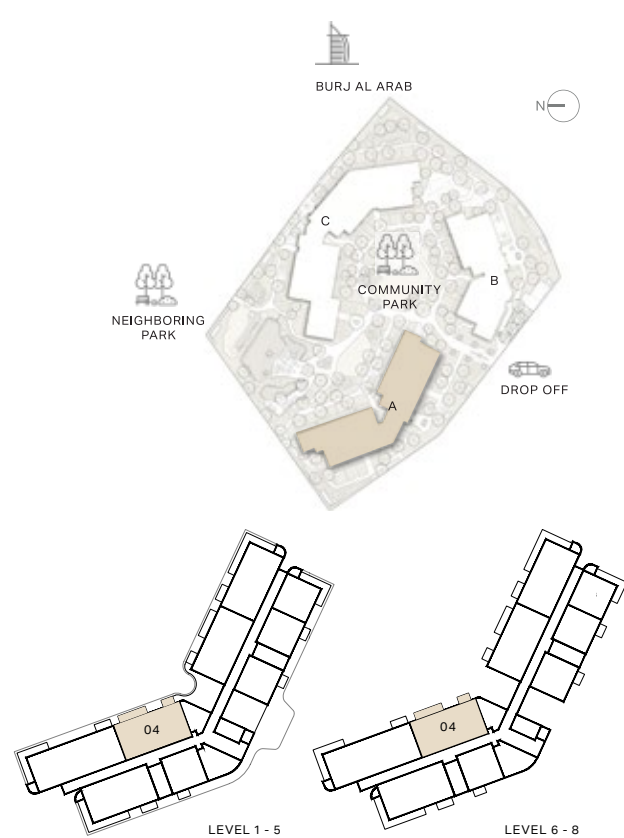 BURJ AL ARAB
N
C
COMMUNITY
PARK
B
NEIGHBORING
PARK
DROP OFF
A
04
04
LEVEL 1 - 5
LEVEL 6 - 8